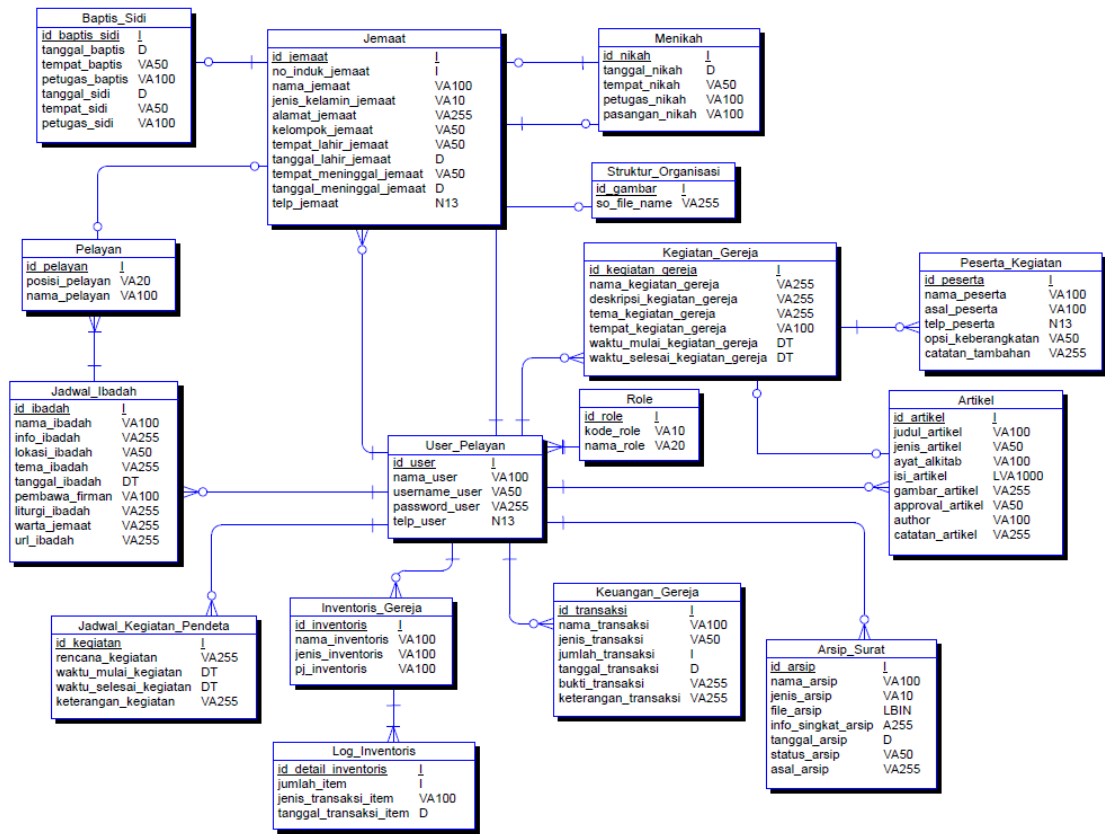 Baptis_Sidi
id_baptis_sidi I
tanggal_baptis D
tempat_baptis VA50
petugas_baptis VA100
tanggal_sidi D
tempat_sidi VA50
petugas_sidi VA100
Jemaat
id_jemaat I
no_induk_jemaat I
nama_jemaat VA100
jenis_kelamin_jemaat VA10
alamat_jemaat VA255
kelompok_jemaat VA50
tempat_lahir_jemaat VA50
tanggal_lahir_jemaat D
tempat_meninggal_jemaat VA50
tanggal_meninggal_jemaat D
telp_jemaat N13
Menikah
id_nikah I
tanggal_nikah D
tempat_nikah VA50
petugas_nikah VA100
pasangan_nikah VA100
Struktur_Organisasi
id_gambar I
so_file_name VA255
Pelayan
id_pelayan I
posisi_pelayan VA20
nama_pelayan VA100
Kegiatan_Gereja
id_kegiatan_gereja I
nama_kegiatan_gereja VA255
deskripsi_kegiatan_gereja VA255
tema_kegiatan_gereja VA255
tempat_kegiatan_gereja VA100
waktu_mulai_kegiatan_gereja DT
waktu_selesai_kegiatan_gereja DT
Peserta_Kegiatan
id_peserta I
nama_peserta VA100
asal_peserta VA100
telp_peserta N13
opsi_keberangkatan VA50
catatan_tambahan VA255
Jadwal_Ibadah
id_ibadah I
nama_ibadah VA100
info_ibadah VA255
lokasi_ibadah VA50
tema_ibadah VA255
tanggal_ibadah DT
pembawa_firman VA100
liturgi_ibadah VA255
warta_jemaat VA255
url_ibadah VA255
Role
id_role I
kode_role VA10
nama_role VA20
Artikel
id_artikel I
judul_artikel VA100
jenis_artikel VA50
ayat_alkitab VA100
isi_artikel LVA1000
gambar_artikel VA255
approval_artikel VA50
author VA100
catatan_artikel VA255
User_Pelayan
id_user I
nama_user VA100
username_user VA50
password_user VA255
telp_user N13
Jadwal_Kegiatan_Pendeta
id_kegiatan I
rencana_kegiatan VA255
waktu_mulai_kegiatan DT
waktu_selesai_kegiatan DT
keterangan_kegiatan VA255
Inventoris_Gereja
id_inventoris I
nama_inventoris VA100
jenis_inventoris VA100
pj_inventoris VA100
Keuangan_Gereja
id_transaksi I
nama_transaksi VA100
jenis_transaksi VA50
jumlah_transaksi I
tanggal_transaksi D
bukti_transaksi VA255
keterangan_transaksi VA255
Arsip_Surat
id_arsip I
nama_arsip VA100
jenis_arsip VA10
file_arsip LBIN
info_singkat_arsip A255
tanggal_arsip D
status_arsip VA50
asal_arsip VA255
Log_Inventoris
id_detail_inventoris I
jumlah_item I
jenis_transaksi_item VA100
tanggal_transaksi_item D